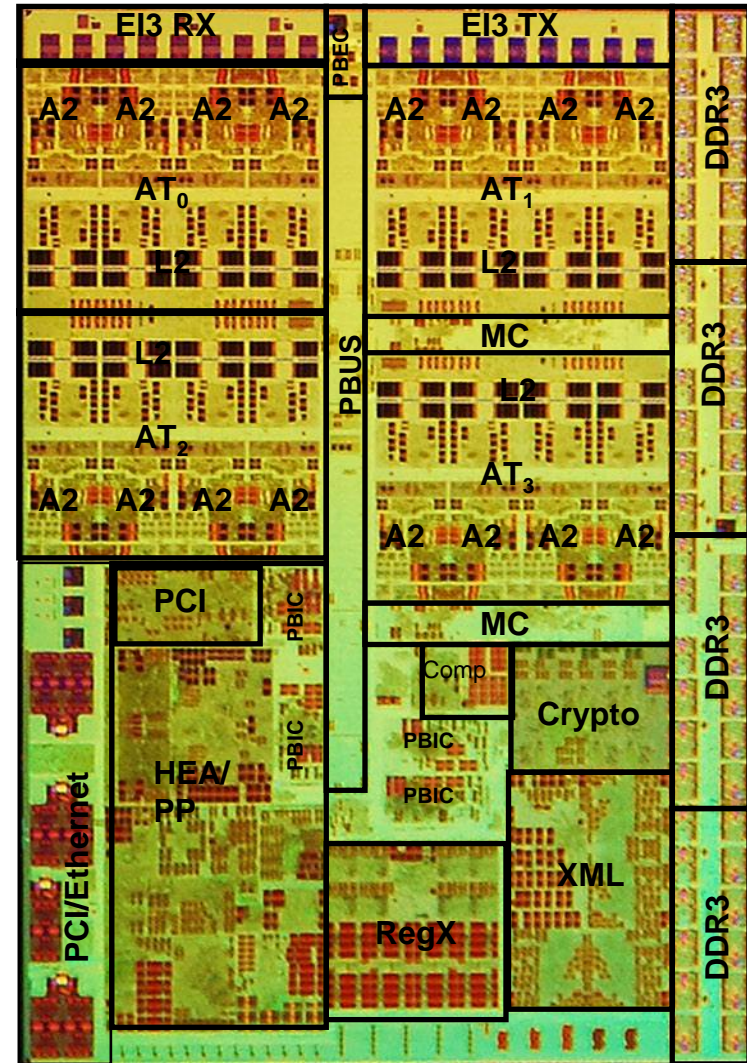 EI3 RX
PBEC
EI3 TX
DDR3
A2 A2 A2 A2
A2 A2 A2 A2
AT₀
AT₁
L2
L2
DDR3
MC
PBUS
L2
L2
AT₂
AT₃
A2 A2 A2 A2
A2 A2 A2 A2
PCI
PBIC
MC
DDR3
Comp
Crypto
PBIC
PBIC
HEA/
PP
PBIC
PCI/Ethernet
XML
RegX
DDR3